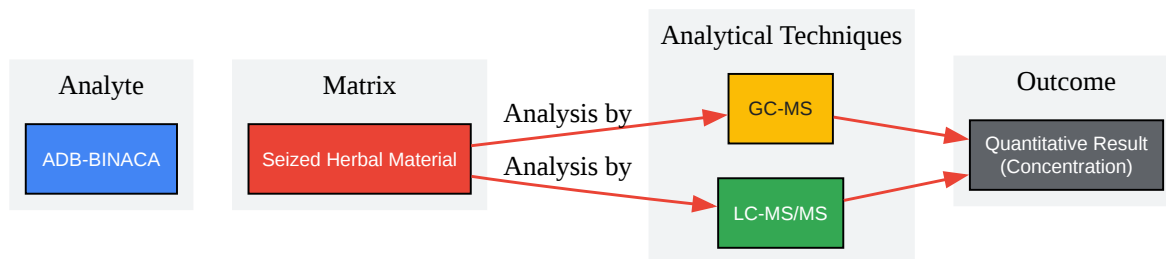 Analyte
ADB-BINACA
Matrix
Seized Herbal Material
Analysis by
Analysis by
Analytical Techniques
GC-MS
LC-MS/MS
Outcome
Quantitative Result
(Concentration)